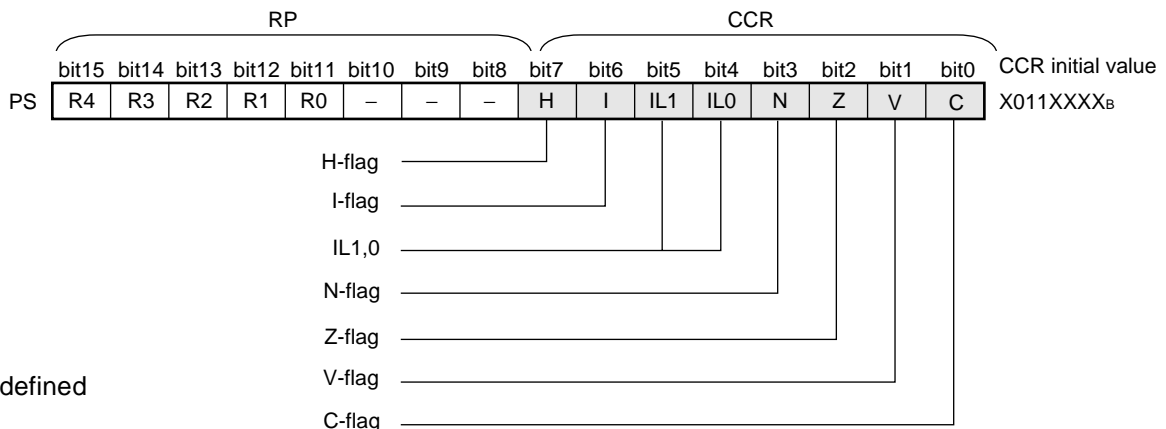 RP CCR
bit15 bit14 bit13 bit12 bit11 bit10 bit9 bit8 bit7 bit6 bit5 bit4 bit3 bit2 bit1 bit0 CCR initial value
PS R4 R3 R2 R1 R0 – – – H I IL1 IL0 N Z V C X011XXXXB
H-flag
I-flag
IL1,0
N-flag
Z-flag
defined
V-flag
C-flag